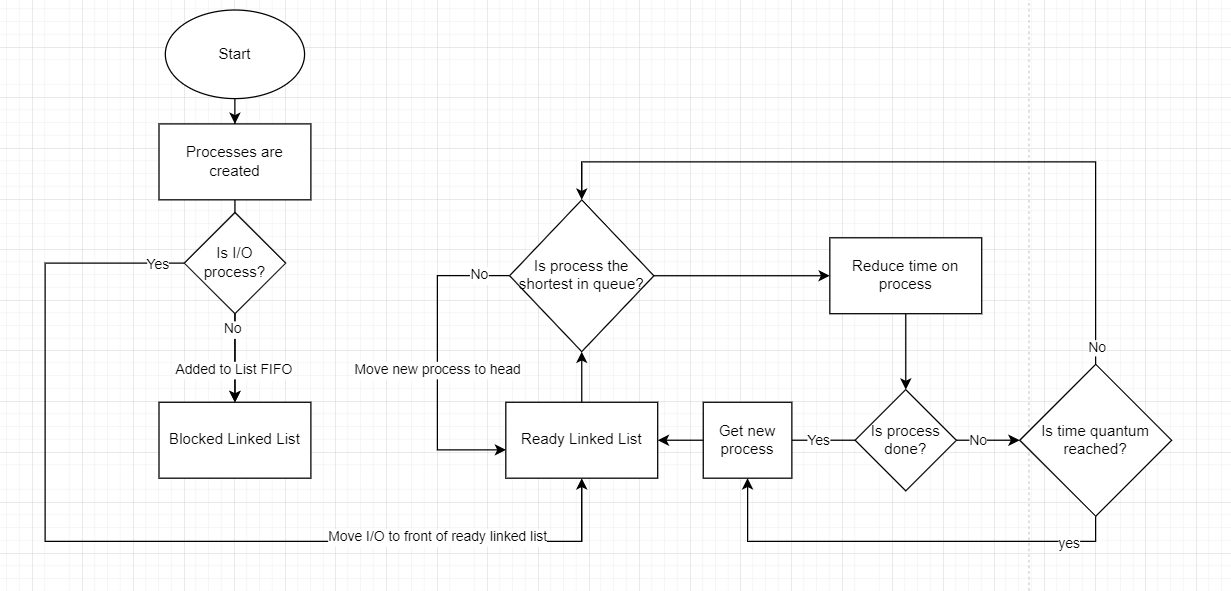 Start
Processes are
created
Is I/O
process?
Yes
No
Added to List FIFO
Blocked Linked List
Move I/O to front of ready linked list
Is process the
shortest in queue?
No
Move new process to head
Ready Linked List
Reduce time on
process
Is process
done?
Yes
Get new
process
No
Is time quantum
reached?
No
yes